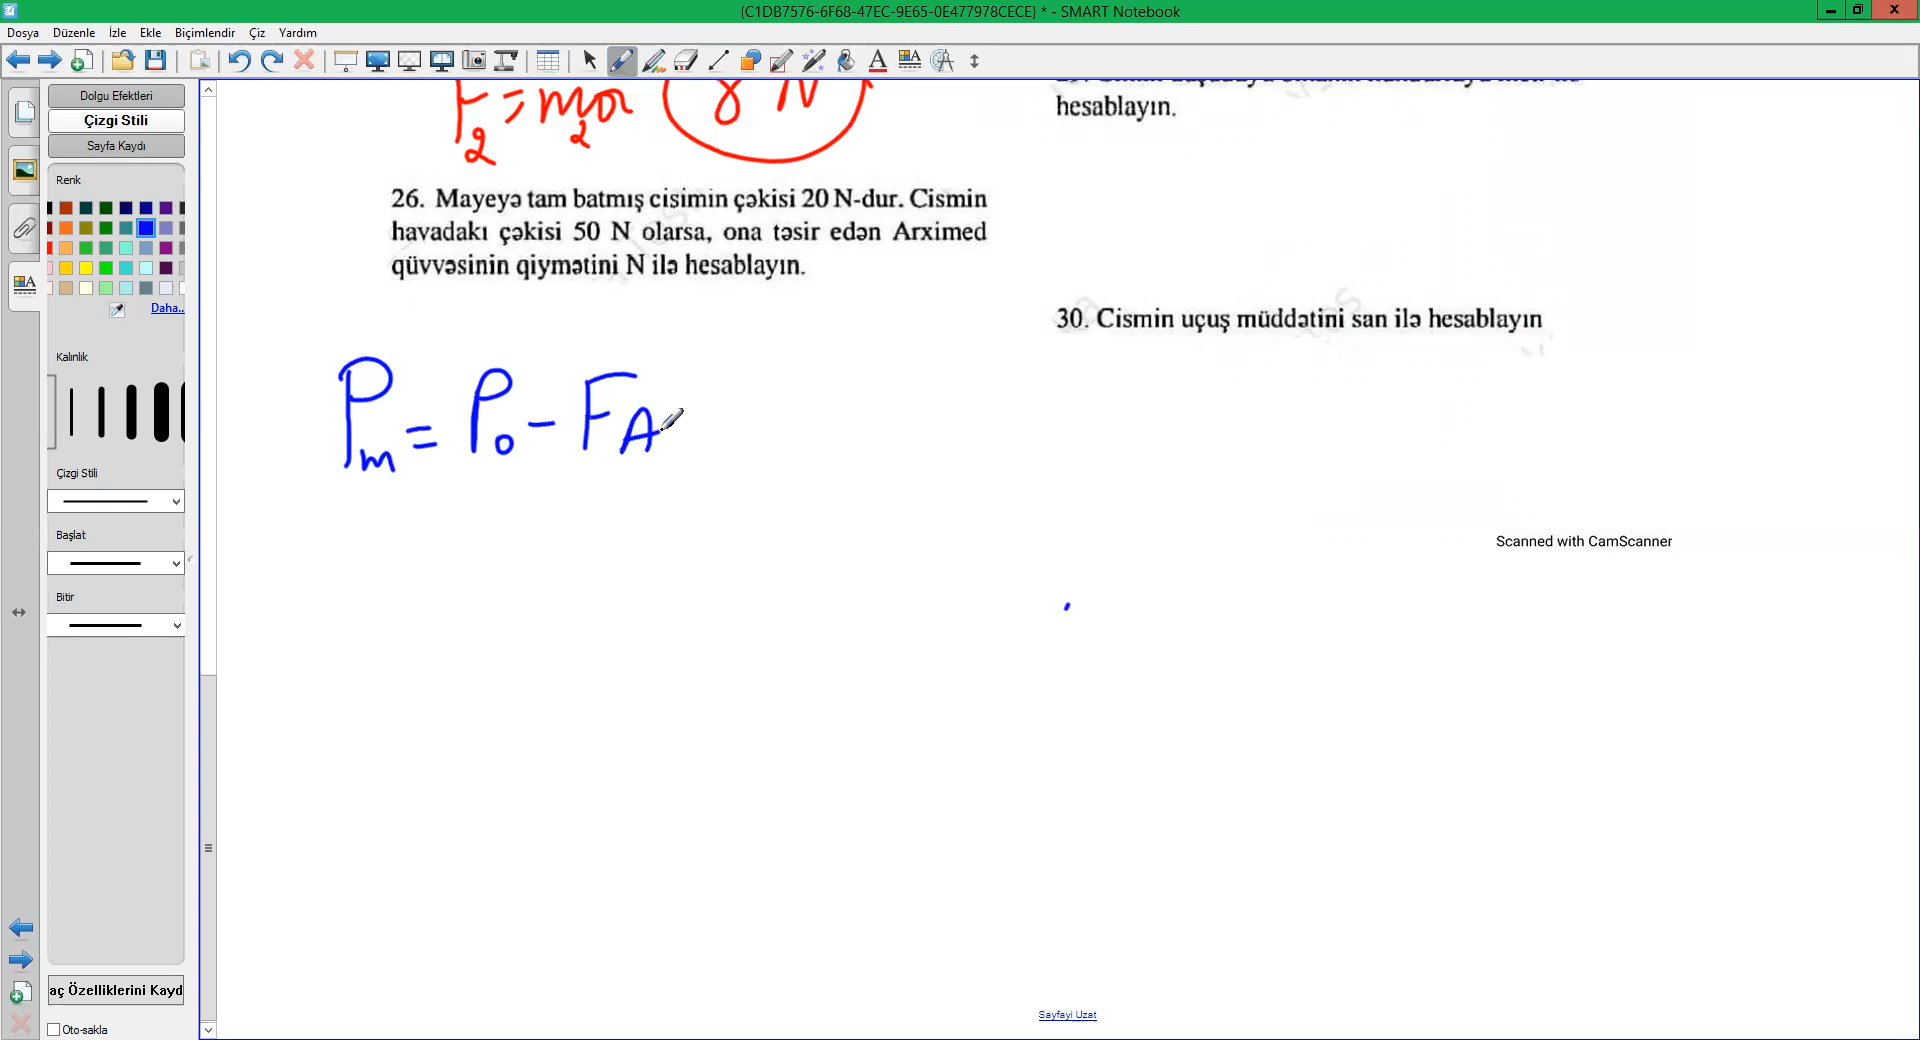 {C1DB7576-6F68-47EC-9E65-0E477978CECE} * - SMART Notebook
Dosya Düzenle İzle Ekle Biçimlendir Çiz Yardım
Dolgu Efektleri
Çizgi Stili
Sayfa Kaydı
Renk
Daha..
Kalınlık
Çizgi Stili
Başlat
Bitir
aç Özelliklerini Kayd
Oto-sakla
F₂ = m₂a 8 N
26. Mayeyə tam batmış cisimin çəkisi 20 N-dur. Cismin
havadakı çəkisi 50 N olarsa, ona təsir edən Arximed
qüvvəsinin qiymətini N ilə hesablayın.
Pm = P₀ - FA
hesablayın.
30. Cismin uçuş müddətini san ilə hesablayın
Scanned with CamScanner
Sayfayi Uzat